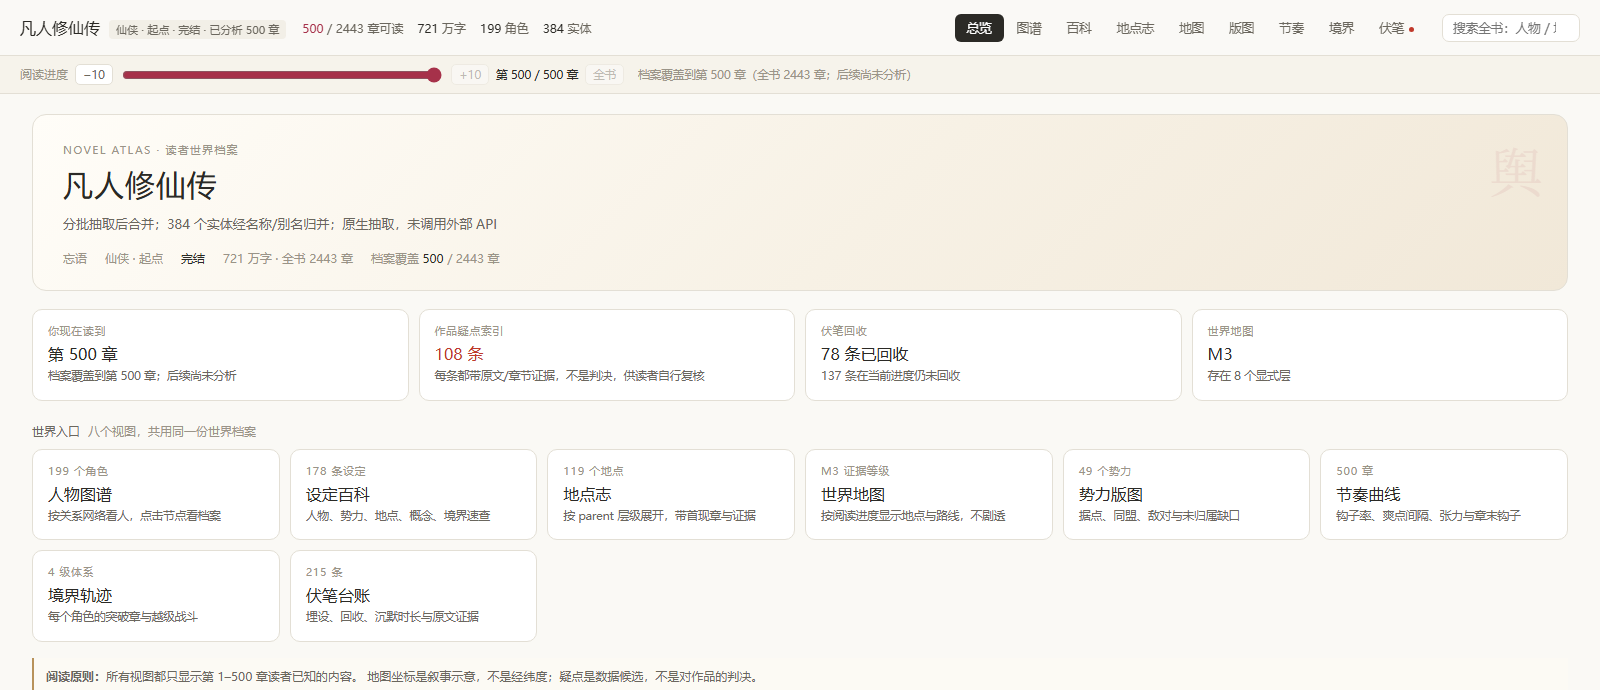 凡人修仙传 仙侠 · 起点 · 完结 · 已分析 500 章 500 / 2443 章可读 721 万字 199 角色 384 实体 总览 图谱 百科 地点志 地图 版图 节奏 境界 伏笔 搜索全书：人物 /
阅读进度 −10 +10 第 500 / 500 章 全书 档案覆盖到第 500 章（全书 2443 章；后续尚未分析）
NOVEL ATLAS · 读者世界档案
舆
凡人修仙传
分批抽取后合并；384 个实体经名称/别名归并；原生抽取，未调用外部 API
忘语 仙侠 · 起点 完结 721 万字 · 全书 2443 章 档案覆盖 500 / 2443 章
你现在读到
第 500 章
档案覆盖到第 500 章；后续尚未分析
作品疑点索引
108 条
每条都带原文/章节证据，不是判决，供读者自行复核
伏笔回收
78 条已回收
137 条在当前进度仍未回收
世界地图
M3
存在 8 个显式层
世界入口 八个视图，共用同一份世界档案
199 个角色
人物图谱
按关系网络看人，点击节点看档案
178 条设定
设定百科
人物、势力、地点、概念、境界速查
119 个地点
地点志
按 parent 层级展开，带首现章与证据
M3 证据等级
世界地图
按阅读进度显示地点与路线，不剧透
49 个势力
势力版图
据点、同盟、敌对与未归属缺口
500 章
节奏曲线
钩子率、爽点间隔、张力与章末钩子
4 级体系
境界轨迹
每个角色的突破章与越级战斗
215 条
伏笔台账
埋设、回收、沉默时长与原文证据
阅读原则：所有视图都只显示第 1–500 章读者已知的内容。 地图坐标是叙事示意，不是经纬度；疑点是数据候选，不是对作品的判决。